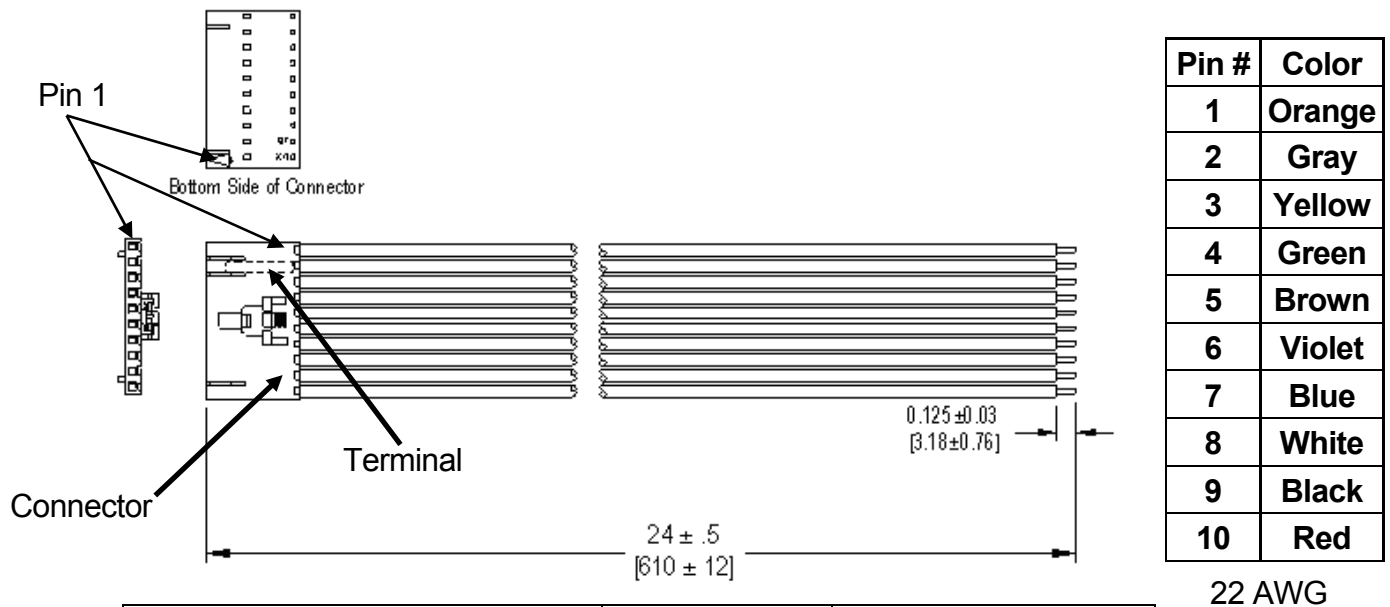 Pin 1
Bottom Side of Connector
Terminal
Connector
0.125 ±0.03
[3.18±0.76]
24 ± .5
[610 ± 12]
Pin # Color
1 Orange
2 Gray
3 Yellow
4 Green
5 Brown
6 Violet
7 Blue
8 White
9 Black
10 Red
22 AWG